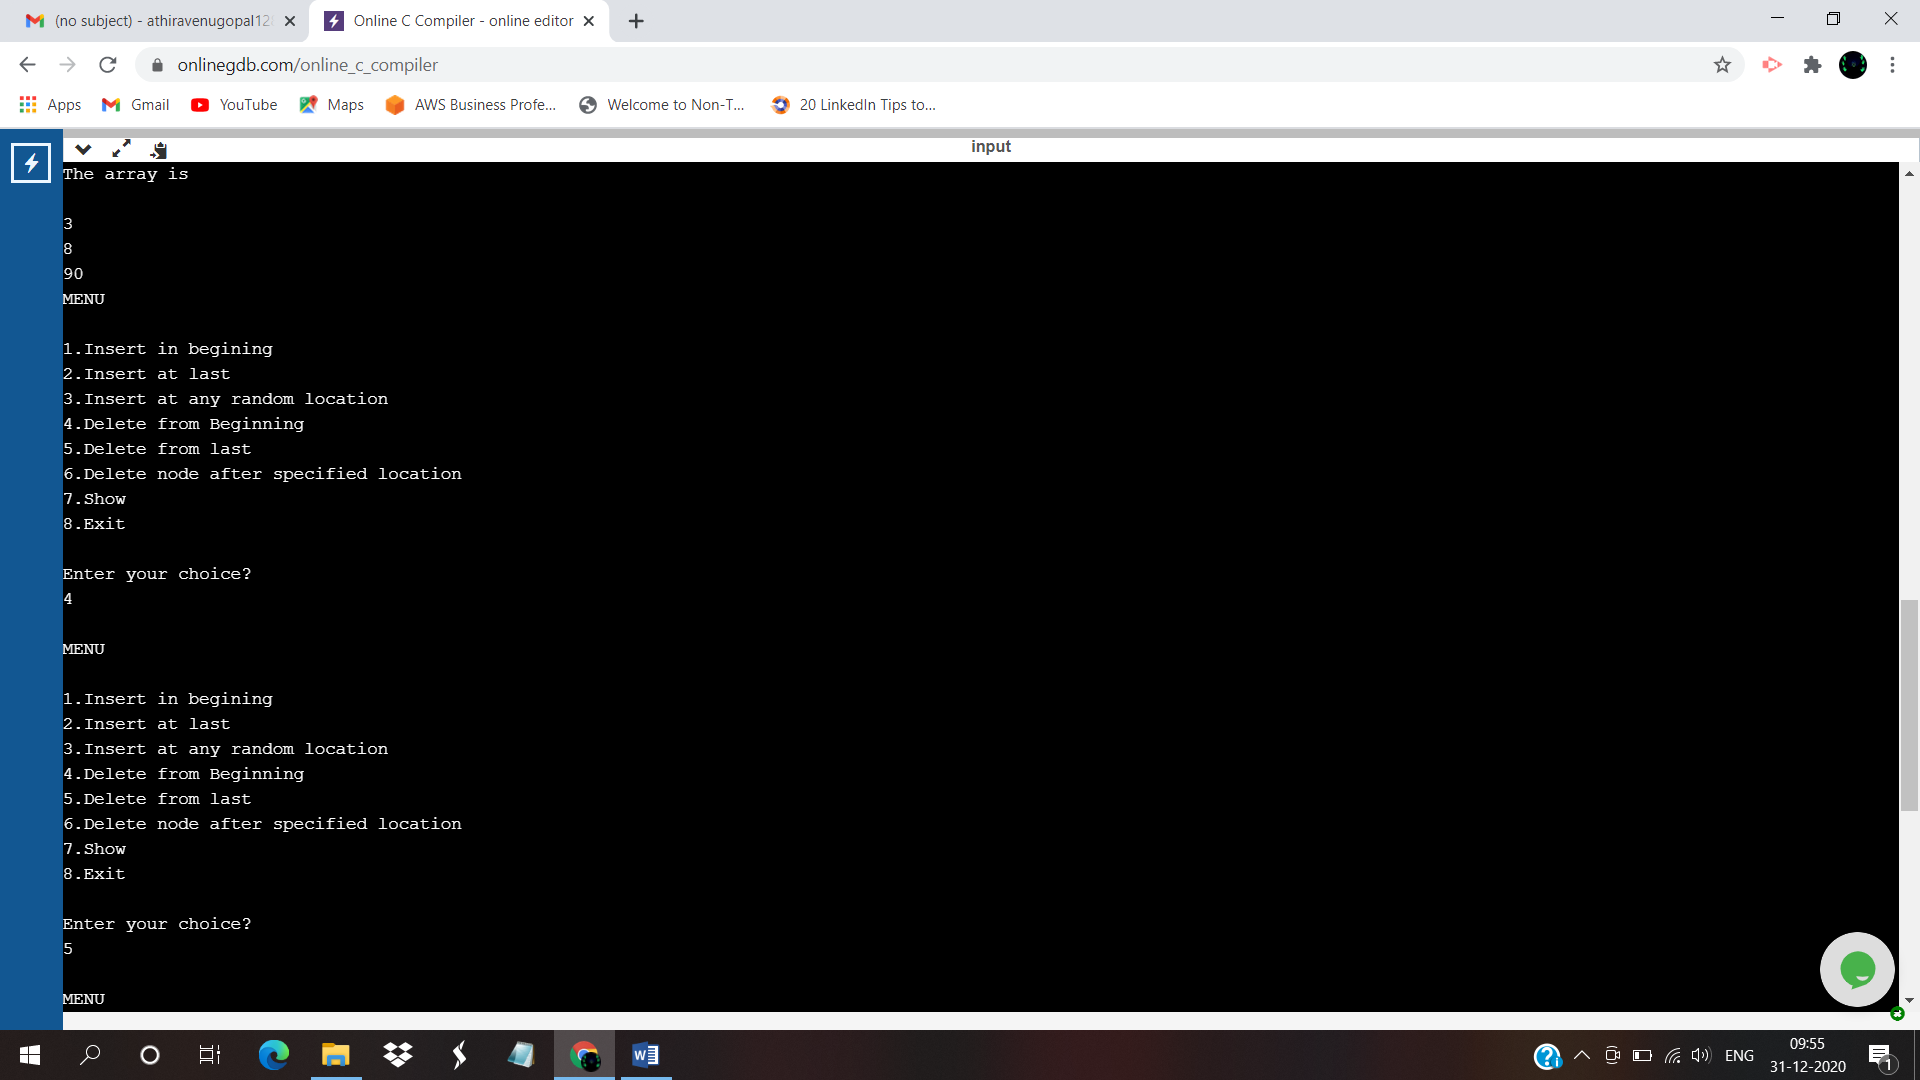 (no subject) - athiravenugopal12
Online C Compiler - online editor
onlinegdb.com/online_c_compiler
Apps
Gmail
YouTube
Maps
AWS Business Profe...
Welcome to Non-T...
20 LinkedIn Tips to...
input
The array is
3
8
90
MENU
1.Insert in begining
2.Insert at last
3.Insert at any random location
4.Delete from Beginning
5.Delete from last
6.Delete node after specified location
7.Show
8.Exit
Enter your choice?
4
MENU
1.Insert in begining
2.Insert at last
3.Insert at any random location
4.Delete from Beginning
5.Delete from last
6.Delete node after specified location
7.Show
8.Exit
Enter your choice?
5
MENU
ENG
09:55
31-12-2020
1